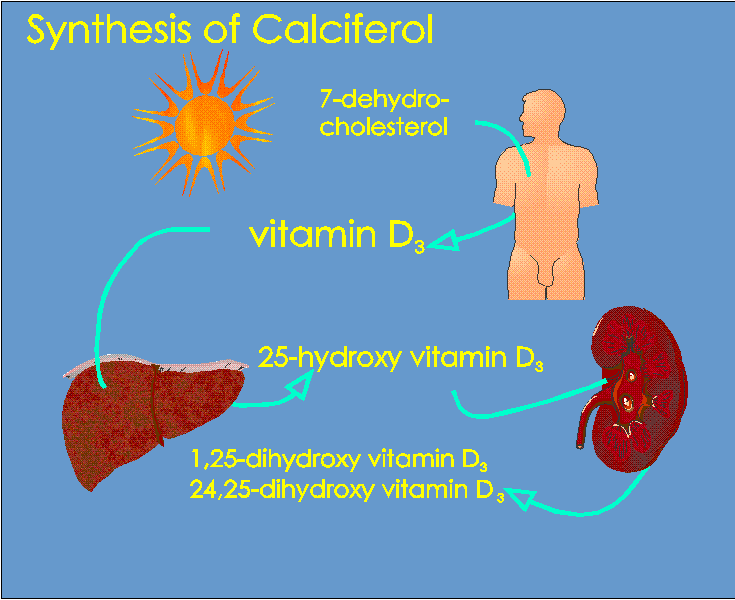 Synthesis of Calciferol
7-dehydro-
cholesterol
vitamin D₃
25-hydroxy vitamin D₃
1,25-dihydroxy vitamin D₃
24,25-dihydroxy vitamin D₃